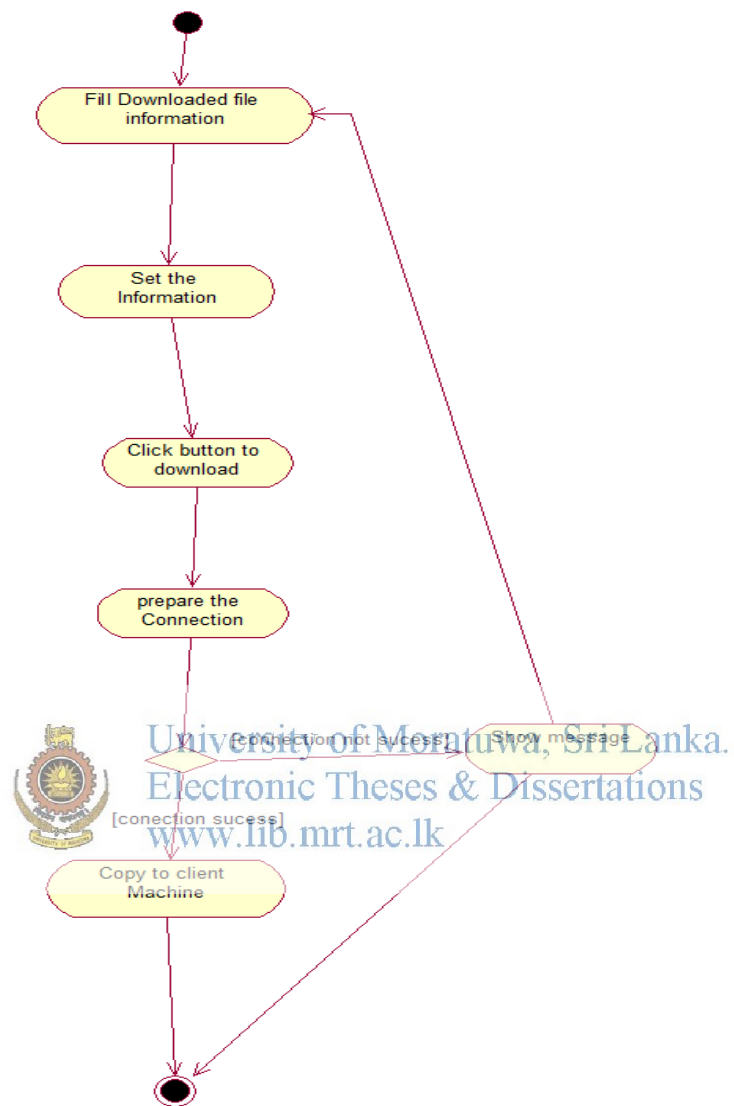 Fill Downloaded file
information
Set the
Information
Click button to
download
prepare the
Connection
University of Moratuwa, Sri Lanka.
[connection not sucess]
Show message
Electronic Theses & Dissertations
[conection sucess]
www.lib.mrt.ac.lk
Copy to client
Machine